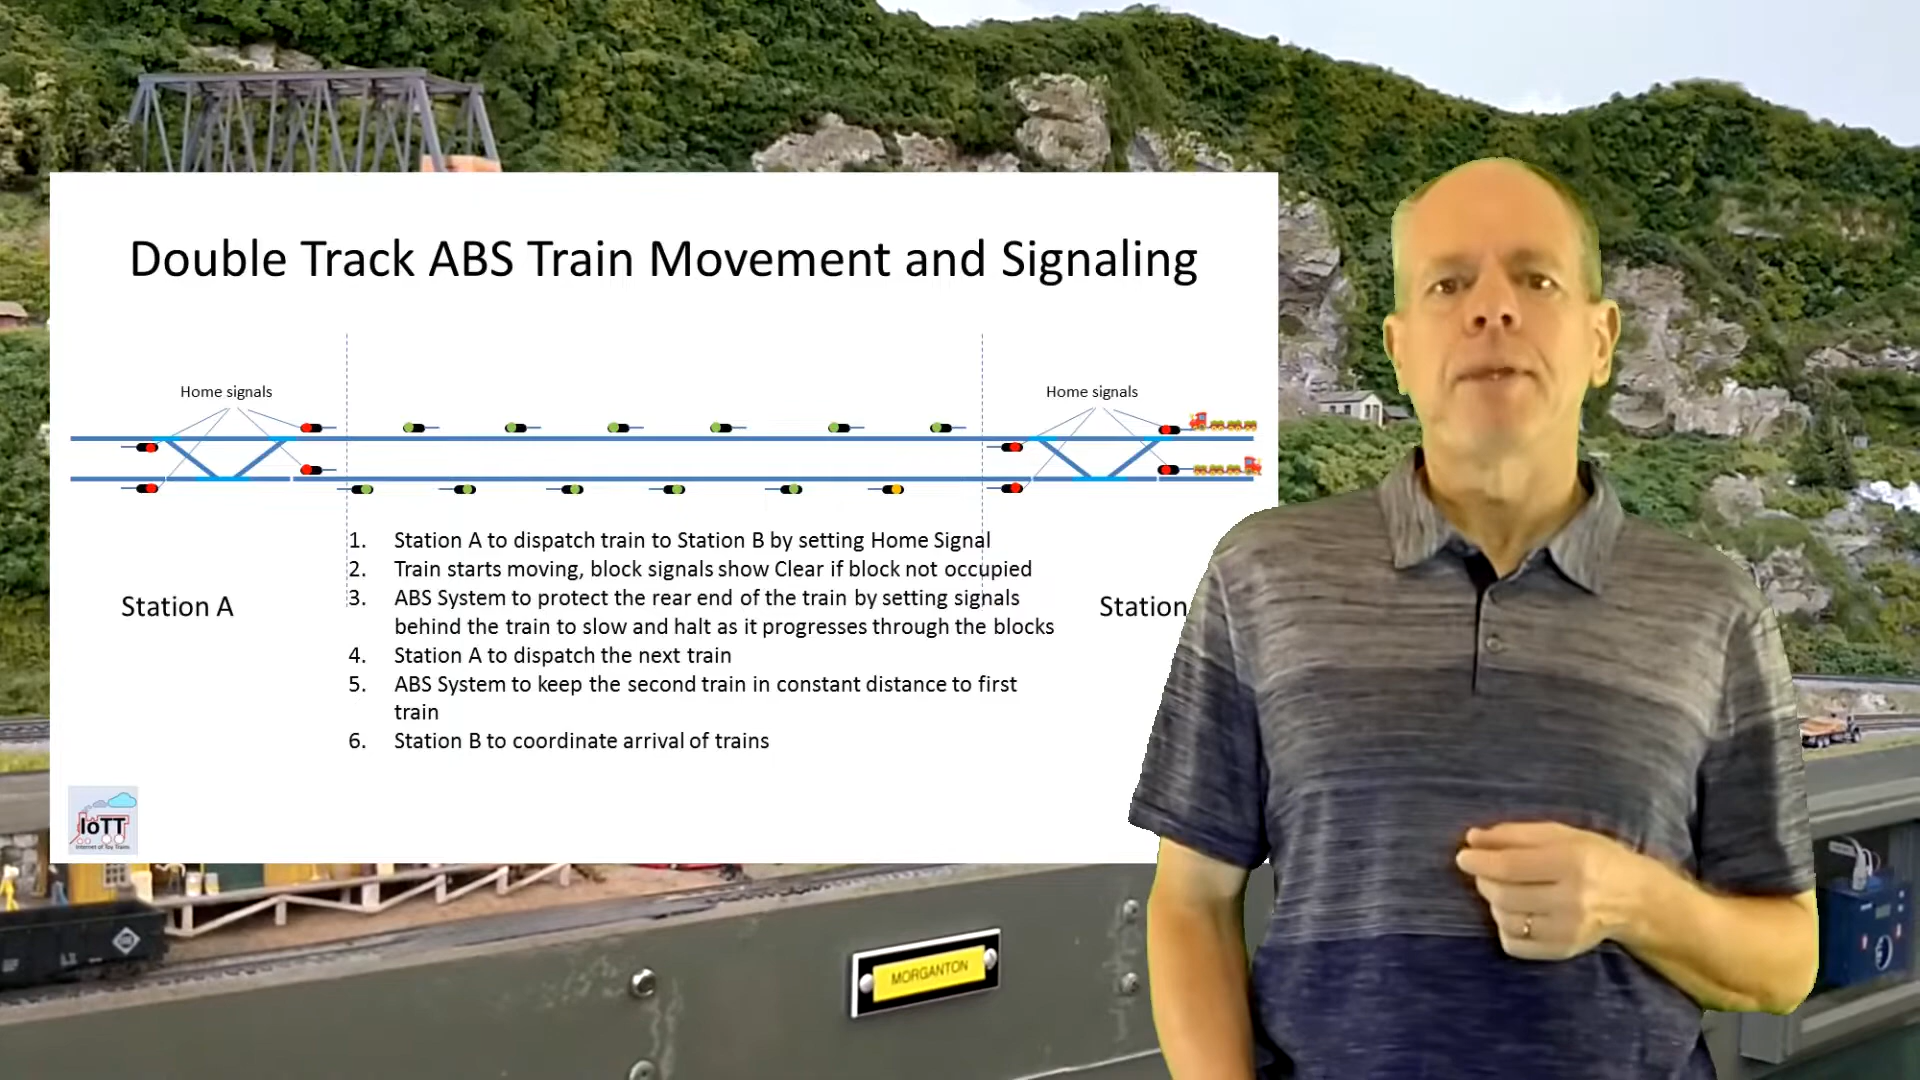 Double Track ABS Train Movement and Signaling
Home signals
Home signals
1. Station A to dispatch train to Station B by setting Home Signal
2. Train starts moving, block signals show Clear if block not occupied
3. ABS System to protect the rear end of the train by setting signals
behind the train to slow and halt as it progresses through the blocks
4. Station A to dispatch the next train
5. ABS System to keep the second train in constant distance to first
train
6. Station B to coordinate arrival of trains
Station A
Station
IoTT
Internet of Toy Trains
MORGANTON